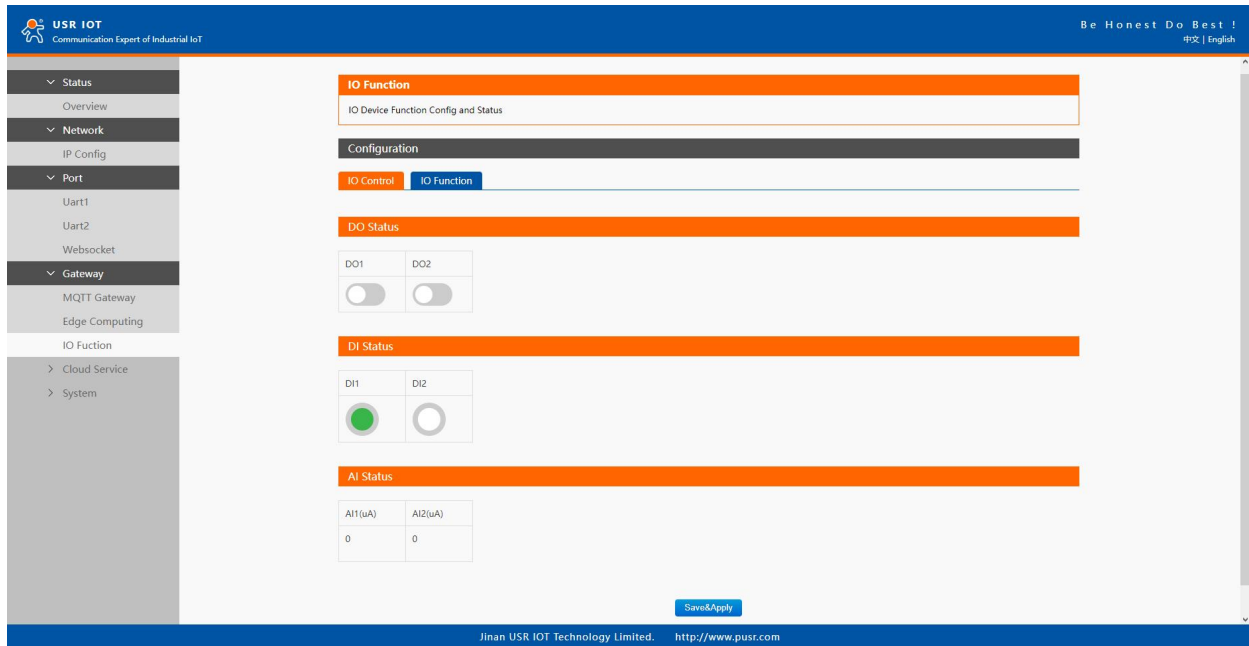 USR IOT
Communication Expert of Industrial IoT
Be Honest Do Best !
中文 | English
Status
Overview
Network
IP Config
Port
Uart1
Uart2
Websocket
Gateway
MQTT Gateway
Edge Computing
IO Fuction
Cloud Service
System
IO Function
IO Device Function Config and Status
Configuration
IO Control IO Function
DO Status
DO1 DO2
DI Status
DI1 DI2
AI Status
AI1(uA) AI2(uA)
0 0
Save&Apply
Jinan USR IOT Technology Limited. http://www.pusr.com